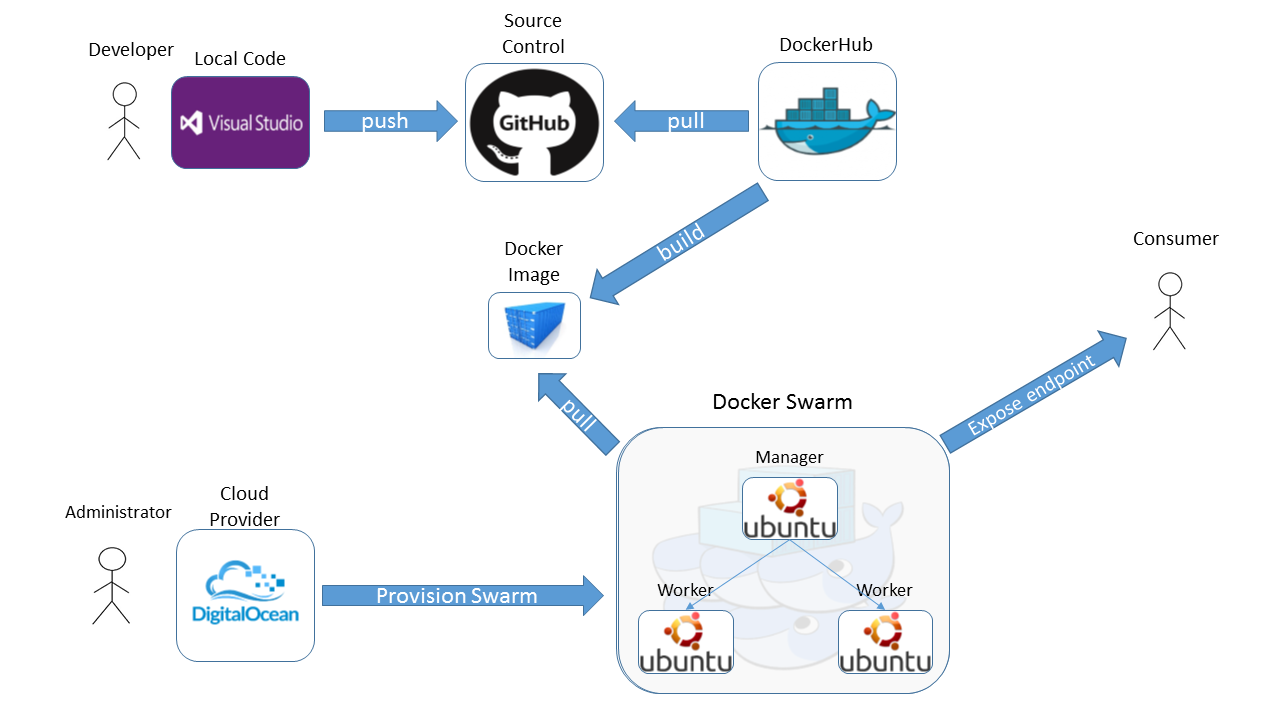 Developer
Local Code
Visual Studio
push
Source
Control
GitHub
pull
DockerHub
build
Docker
Image
Consumer
pull
Expose endpoint
Docker Swarm
Manager
ubuntu
Worker
ubuntu
Worker
ubuntu
Administrator
Cloud
Provider
DigitalOcean
Provision Swarm